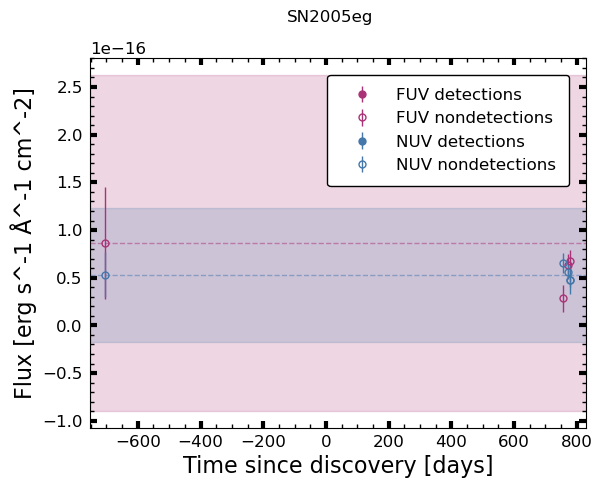 SN2005eg
1e−16
2.5
2.0
1.5
1.0
0.5
0.0
−0.5
−1.0
Flux [erg s^-1 Å^-1 cm^-2]
FUV detections
FUV nondetections
NUV detections
NUV nondetections
−600 −400 −200 0 200 400 600 800
Time since discovery [days]